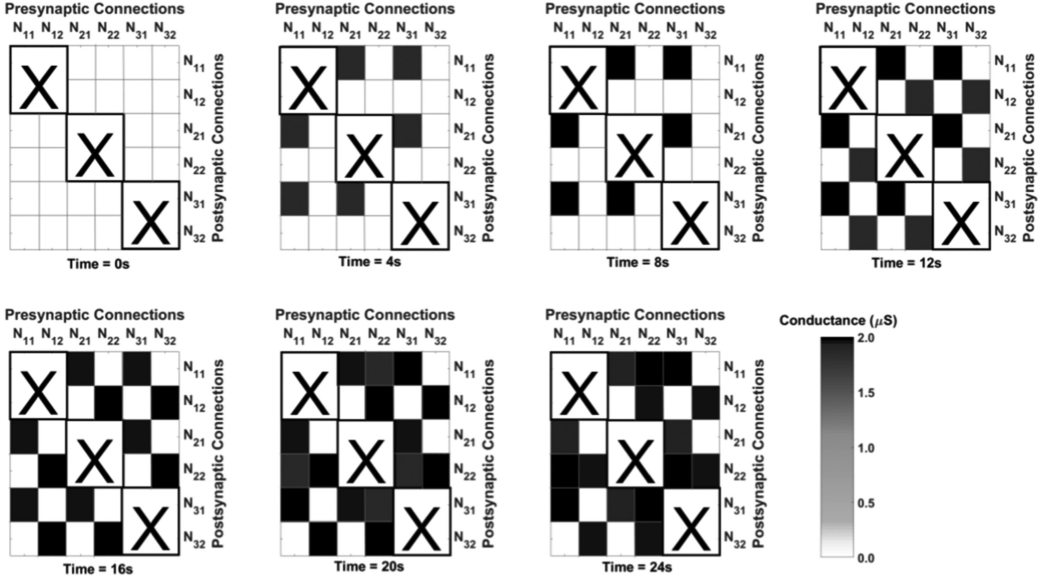 Presynaptic Connections
N11 N12 N21 N22 N31 N32
X
X
X
N11
N12
N21
N22
N31
N32
Postsynaptic Connections
Time = 0s
Presynaptic Connections
N11 N12 N21 N22 N31 N32
X
X
X
N11
N12
N21
N22
N31
N32
Postsynaptic Connections
Time = 4s
Presynaptic Connections
N11 N12 N21 N22 N31 N32
X
X
X
N11
N12
N21
N22
N31
N32
Postsynaptic Connections
Time = 8s
Presynaptic Connections
N11 N12 N21 N22 N31 N32
X
X
X
N11
N12
N21
N22
N31
N32
Postsynaptic Connections
Time = 12s
Presynaptic Connections
N11 N12 N21 N22 N31 N32
X
X
X
N11
N12
N21
N22
N31
N32
Postsynaptic Connections
Time = 16s
Presynaptic Connections
N11 N12 N21 N22 N31 N32
X
X
X
N11
N12
N21
N22
N31
N32
Postsynaptic Connections
Time = 20s
Presynaptic Connections
N11 N12 N21 N22 N31 N32
X
X
X
N11
N12
N21
N22
N31
N32
Postsynaptic Connections
Time = 24s
Conductance (μS)
2.0
1.5
1.0
0.5
0.0